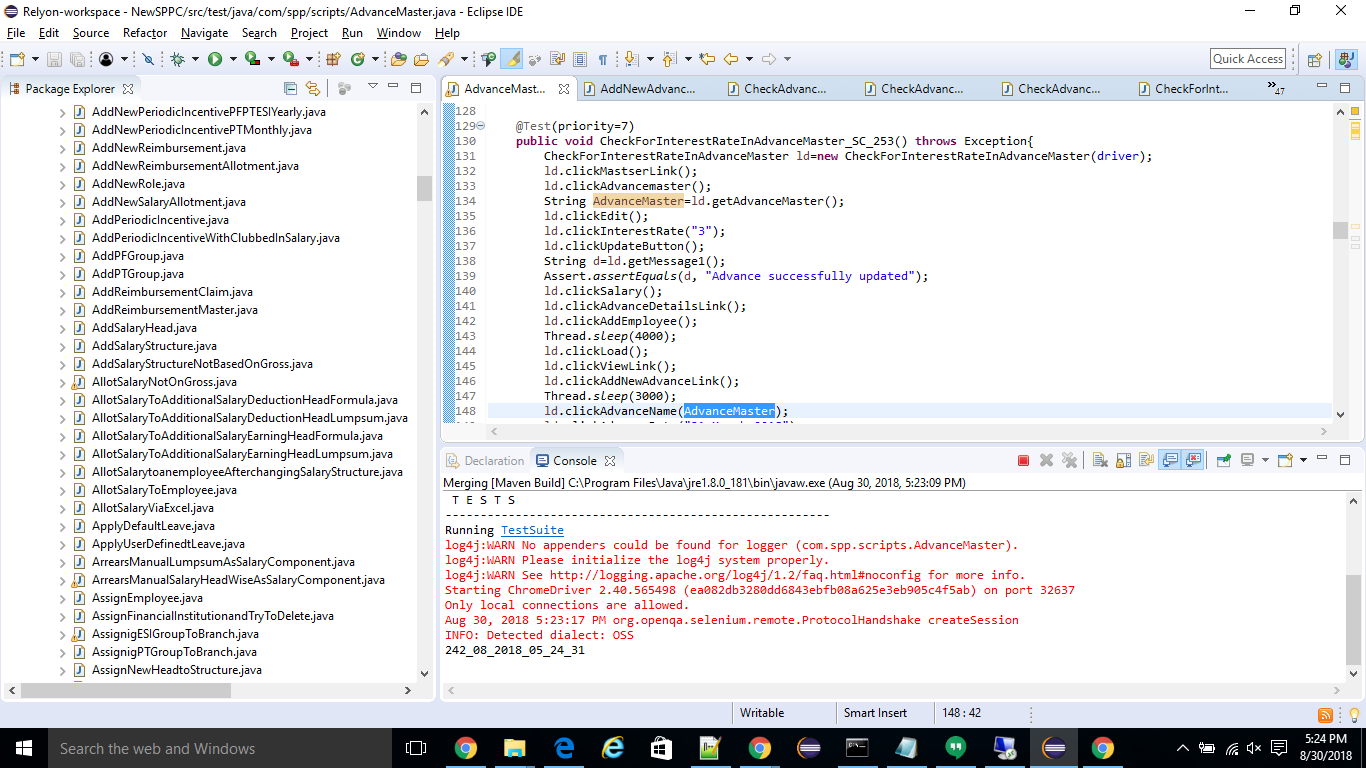 Relyon-workspace - NewSPPC/src/test/java/com/spp/scripts/AdvanceMaster.java - Eclipse IDE
File Edit Source Refactor Navigate Search Project Run Window Help
Quick Access
Package Explorer
AddNewPeriodicIncentivePFPTESIYearly.java
AddNewPeriodicIncentivePTMonthly.java
AddNewReimbursement.java
AddNewReimbursementAllotment.java
AddNewRole.java
AddNewSalaryAllotment.java
AddPeriodicIncentive.java
AddPeriodicIncentiveWithClubbedInSalary.java
AddPFGroup.java
AddPTGroup.java
AddReimbursementClaim.java
AddReimbursementMaster.java
AddSalaryHead.java
AddSalaryStructure.java
AddSalaryStructureNotBasedOnGross.java
AllotSalaryNotOnGross.java
AllotSalaryToAdditionalSalaryDeductionHeadFormula.java
AllotSalaryToAdditionalSalaryDeductionHeadLumpsum.java
AllotSalaryToAdditionalSalaryEarningHeadFormula.java
AllotSalaryToAdditionalSalaryEarningHeadLumpsum.java
AllotSalarytoanemployeeAfterchangingSalaryStructure.java
AllotSalaryToEmployee.java
AllotSalaryViaExcel.java
ApplyDefaultLeave.java
ApplyUserDefinedtLeave.java
ArrearsManualLumpsumAsSalaryComponent.java
ArrearsManualSalaryHeadWiseAsSalaryComponent.java
AssignEmployee.java
AssignFinancialInstitutionandTryToDelete.java
AssignigESIGroupToBranch.java
AssignigPTGroupToBranch.java
AssignNewHeadtoStructure.java
AdvanceMast... AddNewAdvanc... CheckAdvanc... CheckAdvanc... CheckAdvanc... CheckForInt... 47
128
129 @Test(priority=7)
130 public void CheckForInterestRateInAdvanceMaster_SC_253() throws Exception{
131 CheckForInterestRateInAdvanceMaster ld=new CheckForInterestRateInAdvanceMaster(driver);
132 ld.clickMastserLink();
133 ld.clickAdvancemaster();
134 String AdvanceMaster=ld.getAdvanceMaster();
135 ld.clickEdit();
136 ld.clickInterestRate("3");
137 ld.clickUpdateButton();
138 String d=ld.getMessage1();
139 Assert.assertEquals(d, "Advance successfully updated");
140 ld.clickSalary();
141 ld.clickAdvanceDetailsLink();
142 ld.clickAddEmployee();
143 Thread.sleep(4000);
144 ld.clickLoad();
145 ld.clickViewLink();
146 ld.clickAddNewAdvanceLink();
147 Thread.sleep(3000);
148 ld.clickAdvanceName(AdvanceMaster);
Declaration Console
Merging [Maven Build] C:\Program Files\Java\jre1.8.0_181\bin\javaw.exe (Aug 30, 2018, 5:23:09 PM)
T E S T S
-------------------------------------------------------
Running TestSuite
log4j:WARN No appenders could be found for logger (com.spp.scripts.AdvanceMaster).
log4j:WARN Please initialize the log4j system properly.
log4j:WARN See http://logging.apache.org/log4j/1.2/faq.html#noconfig for more info.
Starting ChromeDriver 2.40.565498 (ea082db3280dd6843ebfb08a625e3eb905c4f5ab) on port 32637
Only local connections are allowed.
Aug 30, 2018 5:23:17 PM org.openqa.selenium.remote.ProtocolHandshake createSession
INFO: Detected dialect: OSS
242_08_2018_05_24_31
Writable Smart Insert 148 : 42
Search the web and Windows
5:24 PM
8/30/2018